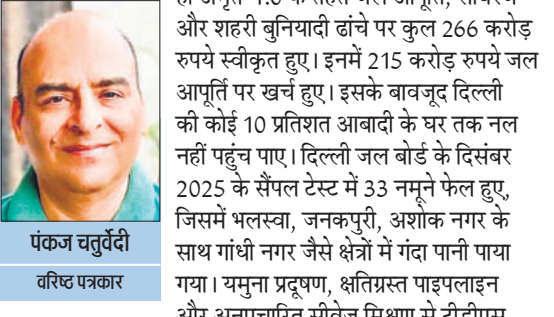 और शहरी बुनियादी ढांचे पर कुल 266 करोड़
रुपये स्वीकृत हुए। इनमें 215 करोड़ रुपये जल
आपूर्ति पर खर्च हुए। इसके बावजूद दिल्ली
की कोई 10 प्रतिशत आबादी के घर तक नल
नहीं पहुंच पाए। दिल्ली जल बोर्ड के दिसंबर
2025 के सैंपल टेस्ट में 33 नमूने फेल हुए,
जिसमें भलस्वा, जनकपुरी, अशोक नगर के
साथ गांधी नगर जैसे क्षेत्रों में गंदा पानी पाया
गया। यमुना प्रदूषण, क्षतिग्रस्त पाइपलाइन
पंकज चतुर्वेदी
वरिष्ठ पत्रकार